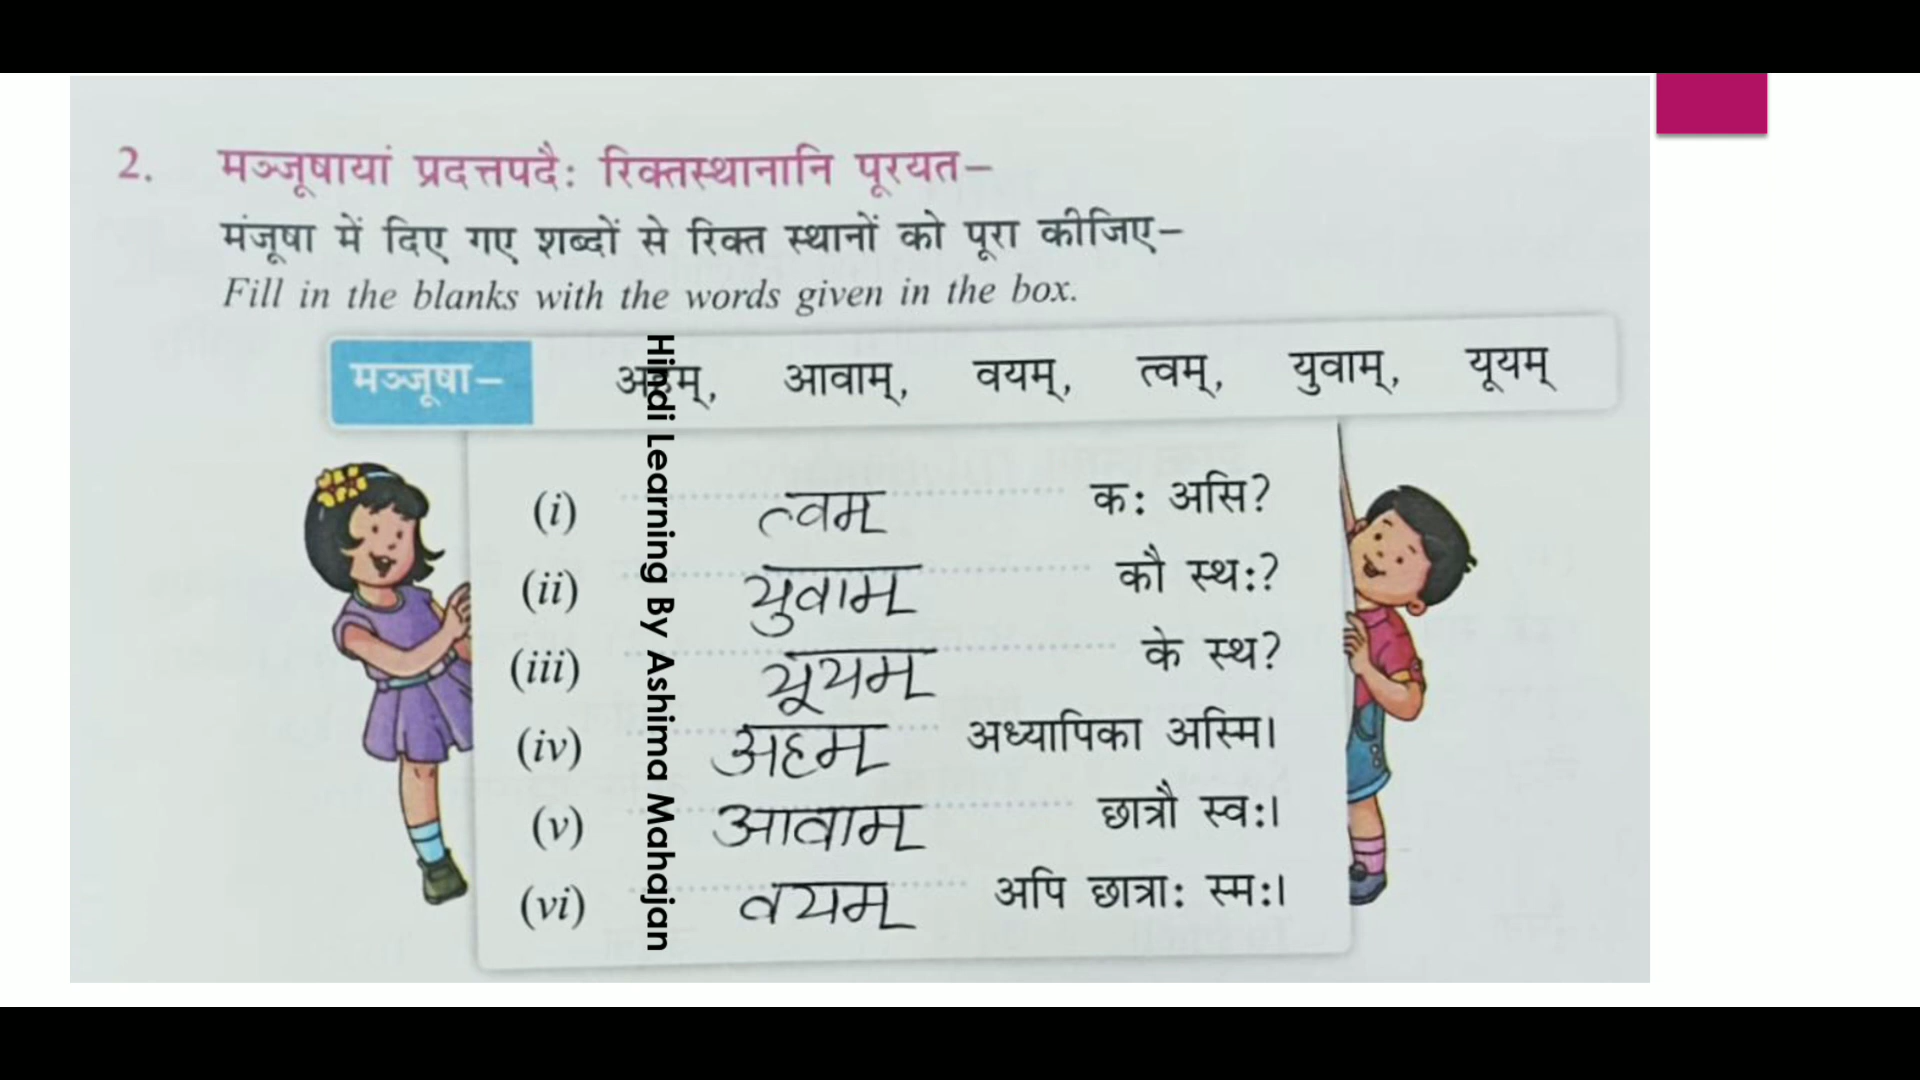 2. मञ्जूषायां प्रदत्तपदैः रिक्तस्थानानि पूरयत–
मंजूषा में दिए गए शब्दों से रिक्त स्थानों को पूरा कीजिए–
Fill in the blanks with the words given in the box.
मञ्जूषा– अहम्, आवाम्, वयम्, त्वम्, युवाम्, यूयम्
(i) त्वम् कः असि?
(ii) युवाम् कौ स्थः?
(iii) यूयम् के स्थ?
(iv) अहम् अध्यापिका अस्मि।
(v) आवाम् छात्रौ स्वः।
(vi) वयम् अपि छात्राः स्मः।
Hindi Learning By Ashima Mahajan